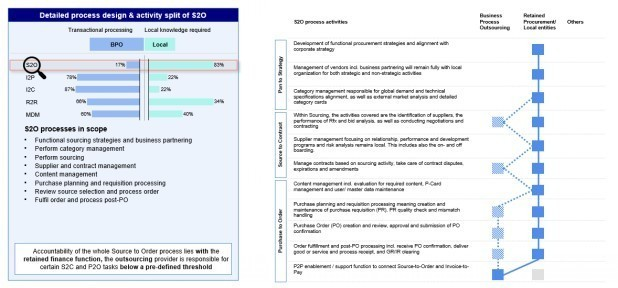 Detailed process design & activity split of S2O
Transactional processing
Local knowledge required
BPO
Local
S2O
17%
83%
I2P
78%
22%
I2C
87%
22%
R2R
66%
34%
MDM
60%
40%
S2O processes in scope
• Functional sourcing strategies and business partnering
• Perform category management
• Perform sourcing
• Supplier and contract management
• Content management
• Purchase planning and requisition processing
• Review source selection and process order
• Fulfil order and process post-PO
Accountability of the whole Source to Order process lies with the
retained finance function, the outsourcing provider is responsible for
certain S2C and P2O tasks below a pre-defined threshold
S2O process activities
Business
Process
Outsourcing
Retained
Procurement/
Local entities
Others
Plan to Strategy
Development of functional procurement strategies and alignment with
corporate strategy
Management of vendors incl. business partnering will remain fully with local
organization for both strategic and non-strategic activities
Category management responsible for global demand and technical
specifications alignment, as well as external market analysis and detailed
category cards
Source to Contract
Within Sourcing, the activities covered are the identification of suppliers, the
performance of Rfx and bid analysis, as well as conducting negotiations and
contracting
Supplier management focusing on relationship, performance and development
programs and risk analysis remains local. This includes also the on- and off
boarding.
Manage contracts based on sourcing activity, take care of contract disputes,
expirations and amendments
Purchase to Order
Content management incl. evaluation for required content, P-Card
management and user/ master data maintenance
Purchase planning and requisition processing meaning creation and
maintenance of purchase requisition (PR), PR quality check and mismatch
handling
Purchase Order (PO) creation and review, approval and submission of PO
confirmation
Order fulfillment and post-PO processing incl. receive PO confirmation, deliver
good or service and process receipt, and GR/IR clearing
P2P enablement / support function to connect Source-to-Order and Invoice-to-
Pay